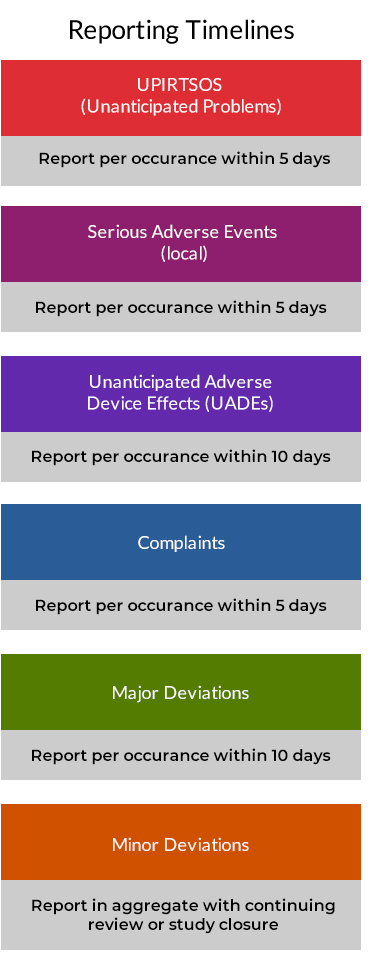 Reporting Timelines
UPIRTSOS
(Unanticipated Problems)
Report per occurance within 5 days
Serious Adverse Events
(local)
Report per occurance within 5 days
Unanticipated Adverse
Device Effects (UADEs)
Report per occurance within 10 days
Complaints
Report per occurance within 5 days
Major Deviations
Report per occurance within 10 days
Minor Deviations
Report in aggregate with continuing
review or study closure